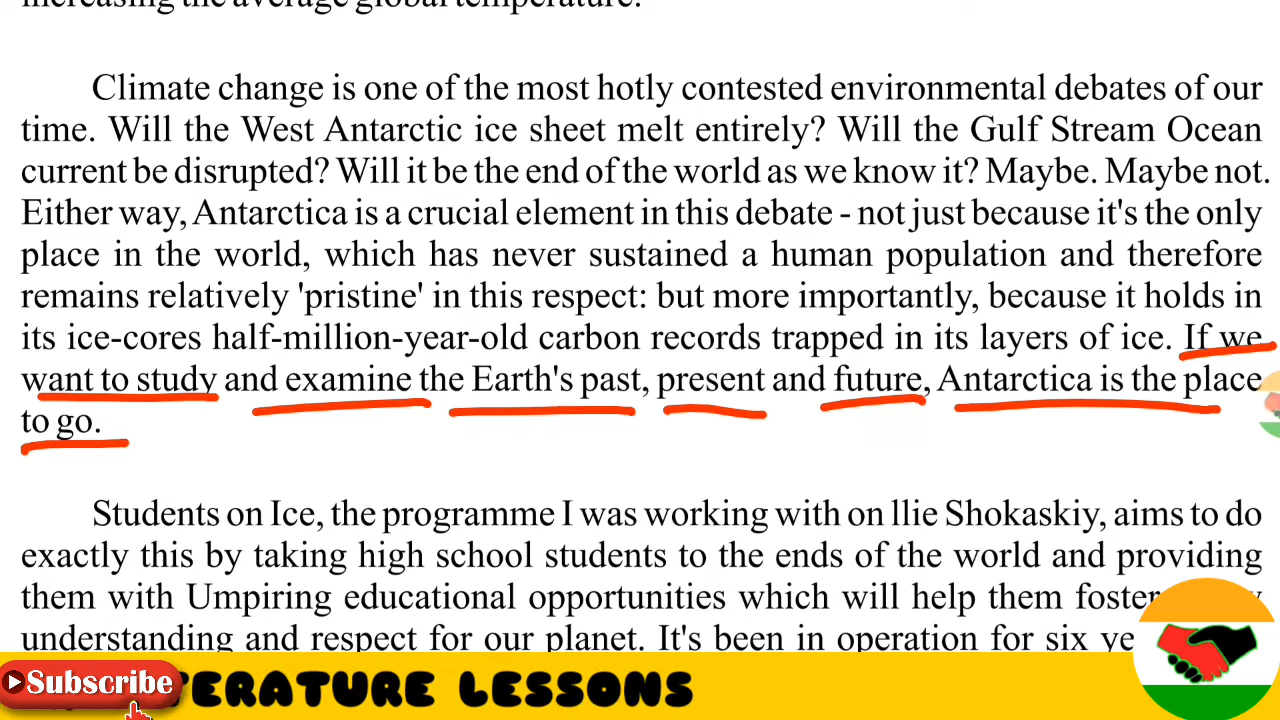 increasing the average global temperature.
Climate change is one of the most hotly contested environmental debates of our
time. Will the West Antarctic ice sheet melt entirely? Will the Gulf Stream Ocean
current be disrupted? Will it be the end of the world as we know it? Maybe. Maybe not.
Either way, Antarctica is a crucial element in this debate - not just because it's the only
place in the world, which has never sustained a human population and therefore
remains relatively 'pristine' in this respect: but more importantly, because it holds in
its ice-cores half-million-year-old carbon records trapped in its layers of ice. If we
want to study and examine the Earth's past, present and future, Antarctica is the place
to go.
Students on Ice, the programme I was working with on llie Shokaskiy, aims to do
exactly this by taking high school students to the ends of the world and providing
them with Umpiring educational opportunities which will help them foster
understanding and respect for our planet. It's been in operation for six
Subscribe
TERATURE LESSONS